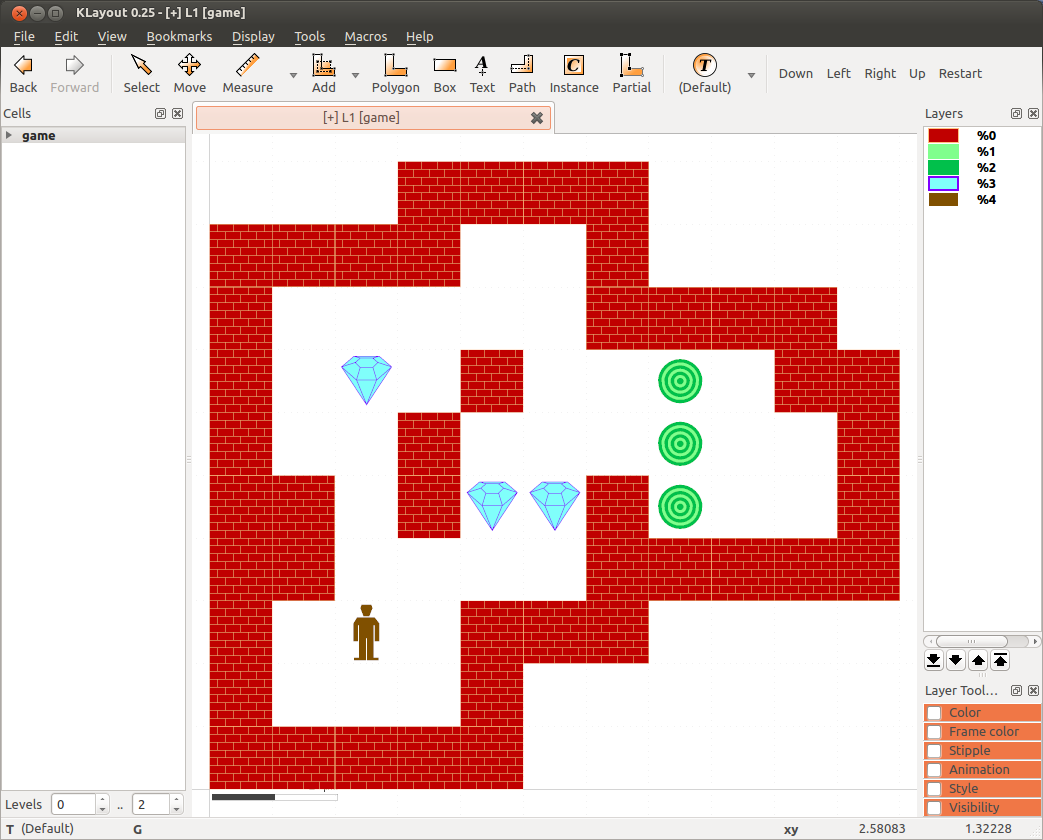 KLayout 0.25 - [+] L1 [game]
File Edit View Bookmarks Display Tools Macros Help
Back Forward Select Move Measure Add Polygon Box Text Path Instance Partial (Default) Down Left Right Up Restart
Cells
[+] L1 [game]
Layers
game
%0
%1
%2
%3
%4
Layer Tool...
Color
Frame color
Stipple
Animation
Style
Visibility
Levels 0 .. 2
T (Default) G xy 2.58083 1.32228